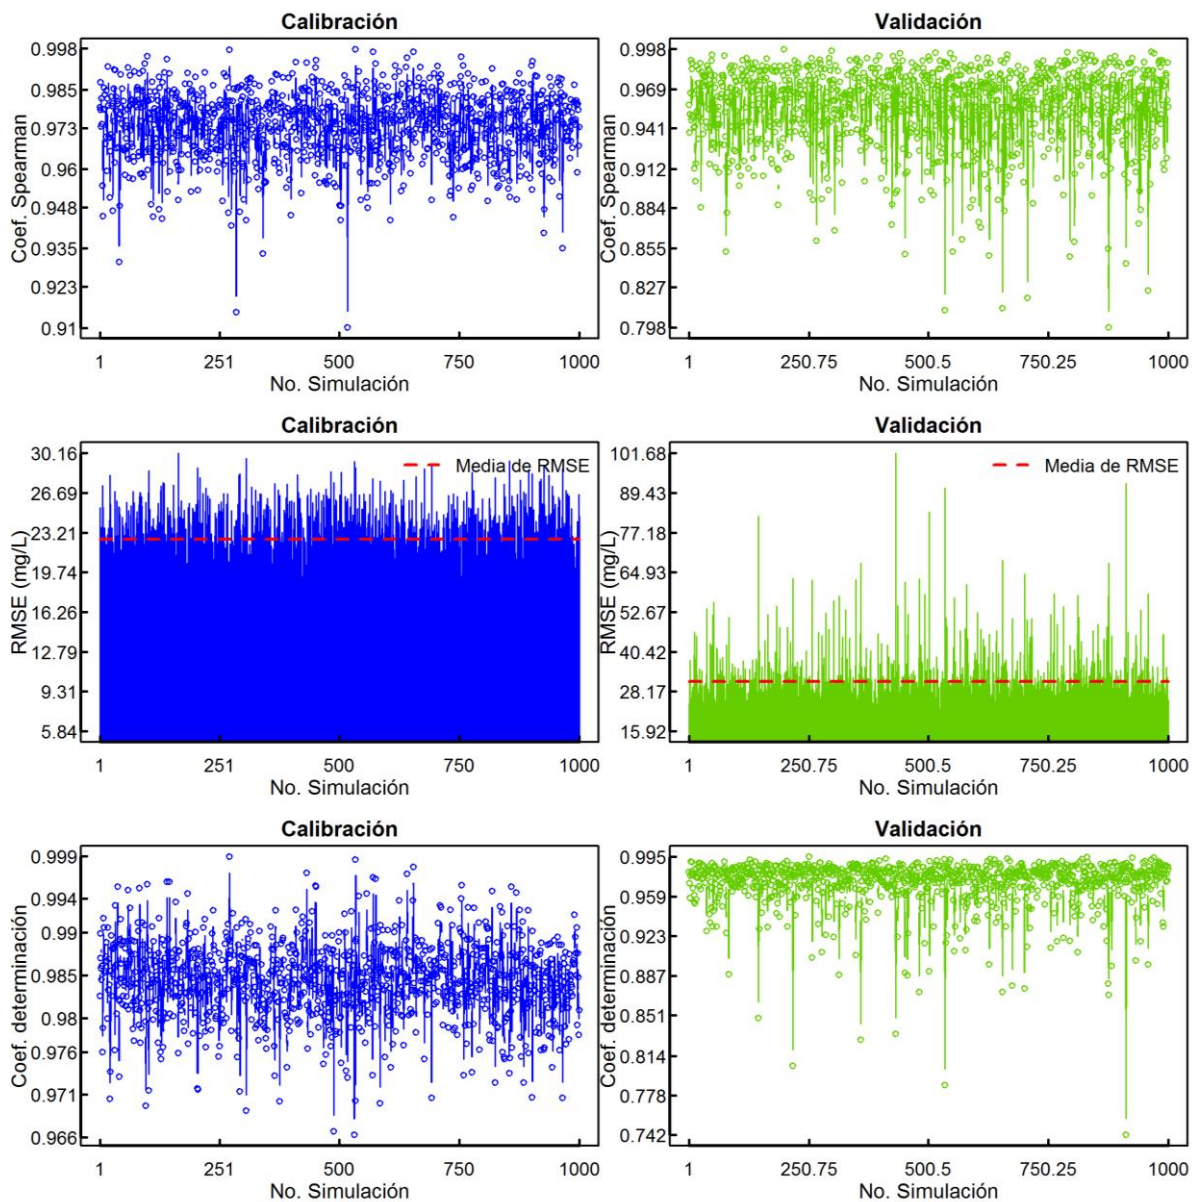 Calibración
Validación
Coef. Spearman
0.998
0.985
0.973
0.96
0.948
0.935
0.923
0.91
1 251 500 750 1000
No. Simulación
Coef. Spearman
0.998
0.969
0.941
0.912
0.884
0.855
0.827
0.798
1 250.75 500.5 750.25 1000
No. Simulación
Calibración
Validación
RMSE (mg/L)
30.16
26.69
23.21
19.74
16.26
12.79
9.31
5.84
Media de RMSE
1 251 500 750 1000
No. Simulación
RMSE (mg/L)
101.68
89.43
77.18
64.93
52.67
40.42
28.17
15.92
Media de RMSE
1 250.75 500.5 750.25 1000
No. Simulación
Calibración
Validación
Coef. determinación
0.999
0.994
0.99
0.985
0.98
0.976
0.971
0.966
1 251 500 750 1000
No. Simulación
Coef. determinación
0.995
0.959
0.923
0.887
0.851
0.814
0.778
0.742
1 250.75 500.5 750.25 1000
No. Simulación